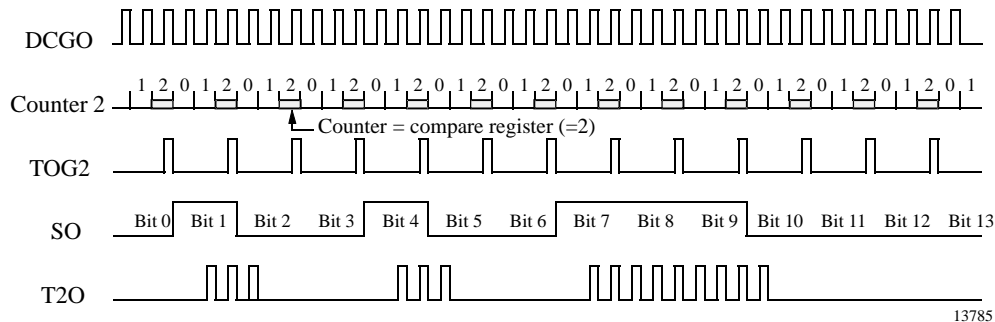 DCGO
1 2 0 1 2 0 1 2 0 1 2 0 1 2 0 1 2 0 1 2 0 1 2 0 1 2 0 1 2 0 1 2 0 1 2 0 1 2 0 1
Counter 2
Counter = compare register (=2)
TOG2
Bit 0 Bit 1 Bit 2 Bit 3 Bit 4 Bit 5 Bit 6 Bit 7 Bit 8 Bit 9 Bit 10 Bit 11 Bit 12 Bit 13
SO
T2O
13785